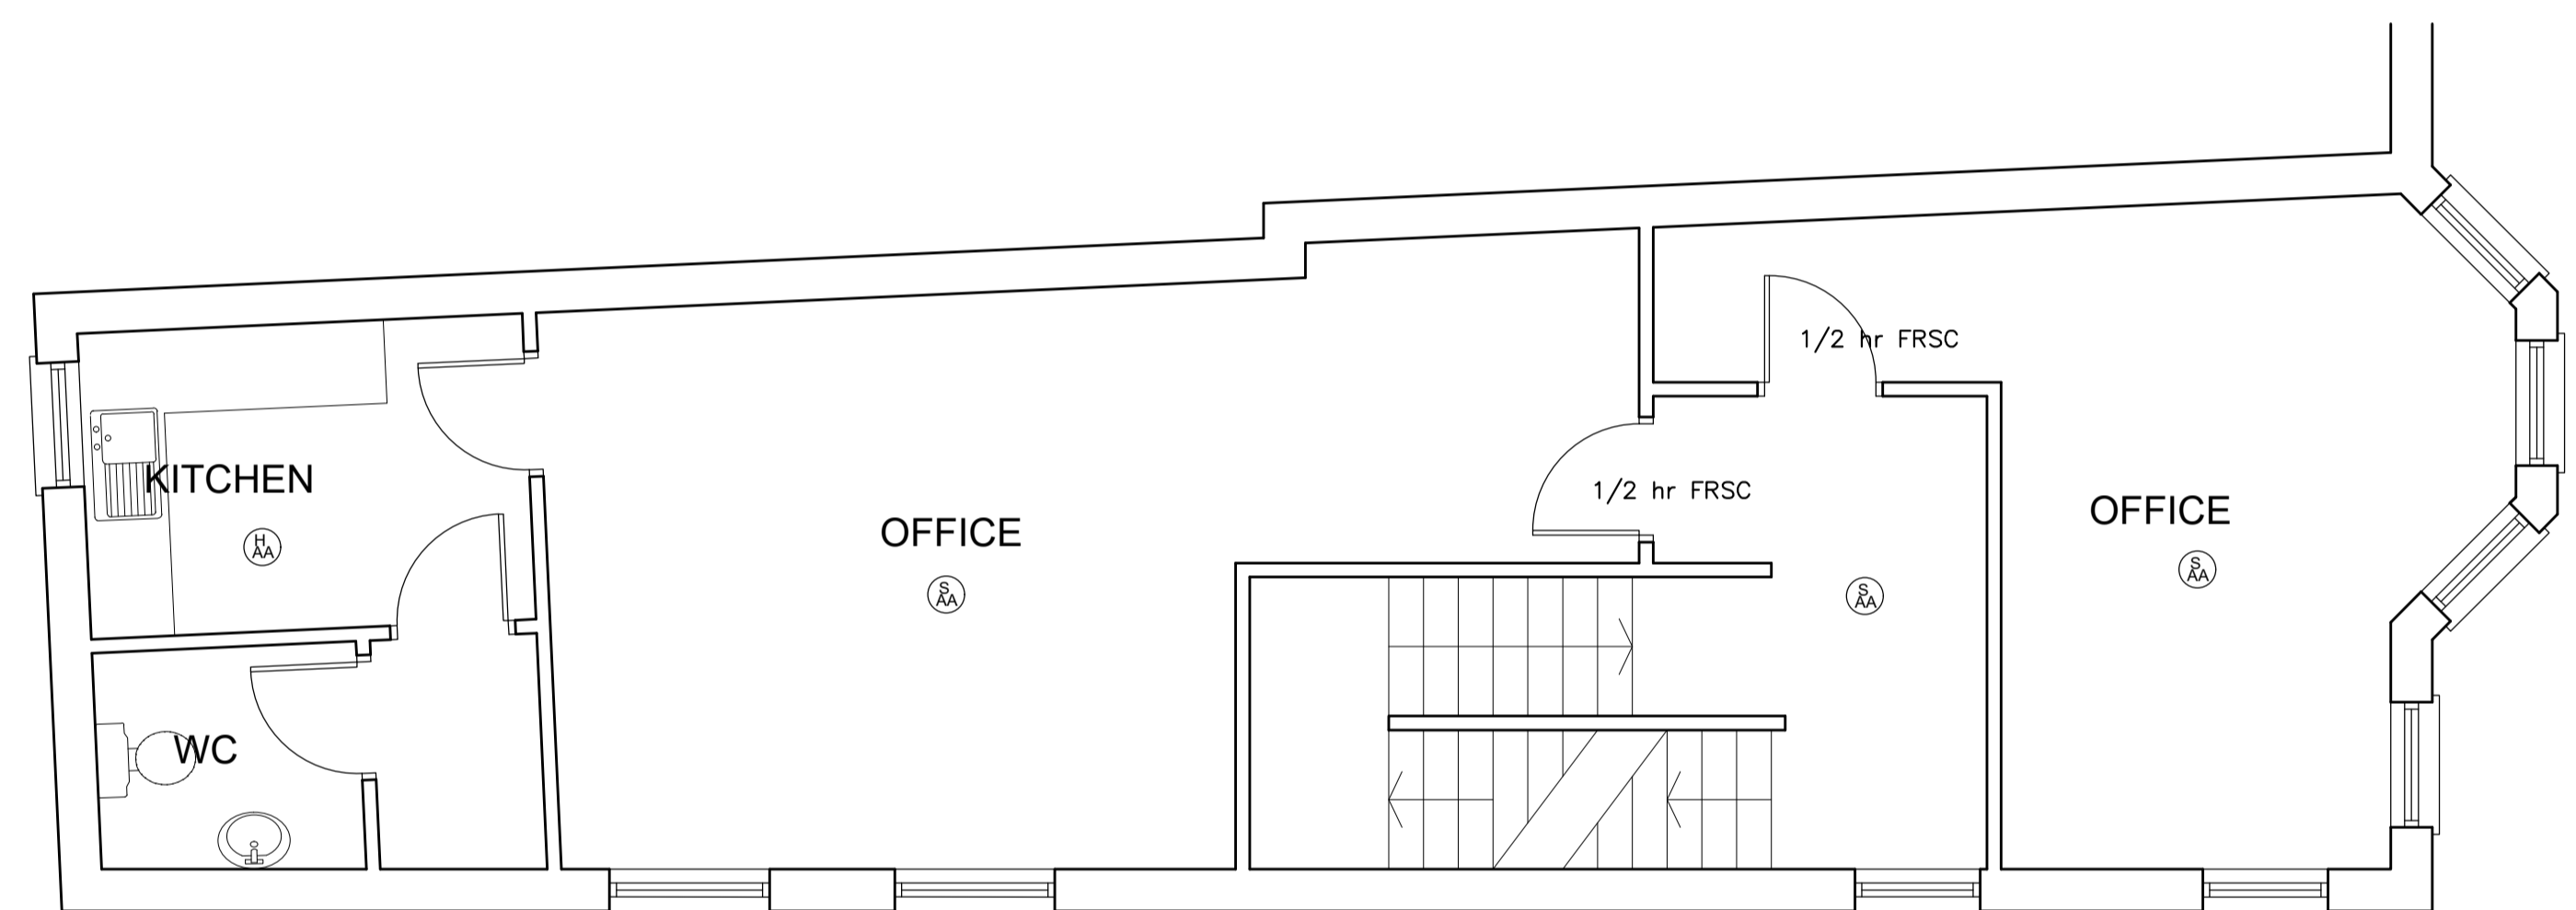 1/2 hr FRSC
KITCHEN
H
AA
OFFICE
S
AA
1/2 hr FRSC
S
AA
OFFICE
S
AA
WC